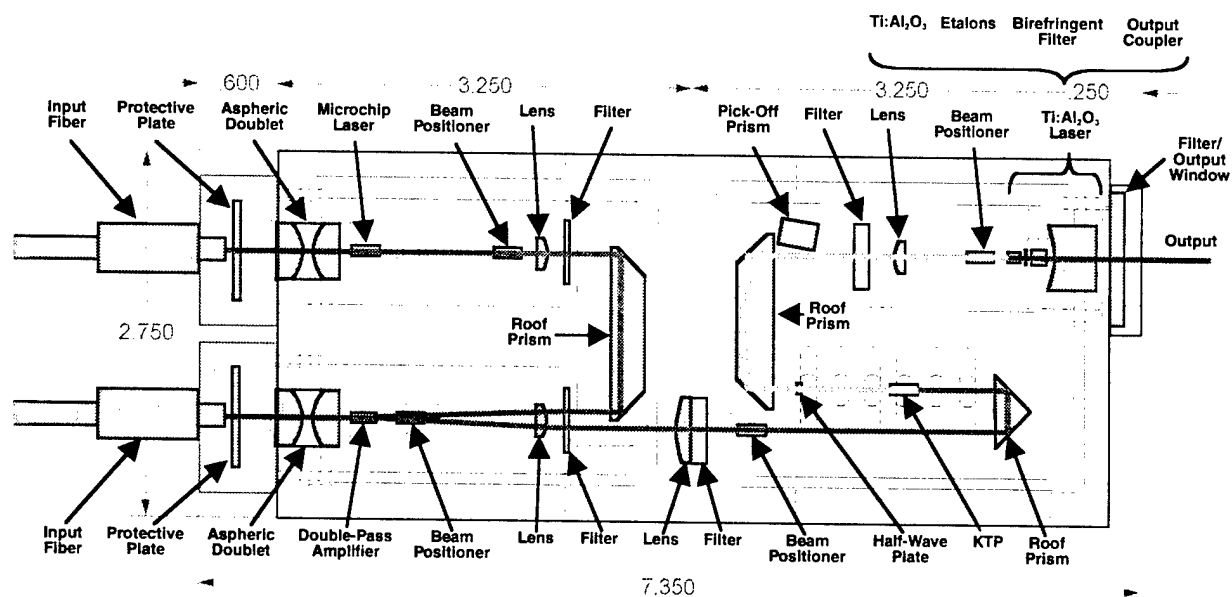 Ti:Al₂O₃ Etalons Birefringent Filter Output Coupler
.600 3.250 3.250 .250
Input Fiber
Protective Plate
Aspheric Doublet
Microchip Laser
Beam Positioner
Lens
Filter
Pick-Off Prism
Filter
Lens
Beam Positioner
Ti:Al₂O₃ Laser
Filter/ Output Window
Output
Roof Prism
Roof Prism
2.750
Input Fiber
Protective Plate
Aspheric Doublet
Double-Pass Amplifier
Beam Positioner
Lens
Filter
Lens
Filter
Beam Positioner
Half-Wave Plate
KTP
Roof Prism
7.350